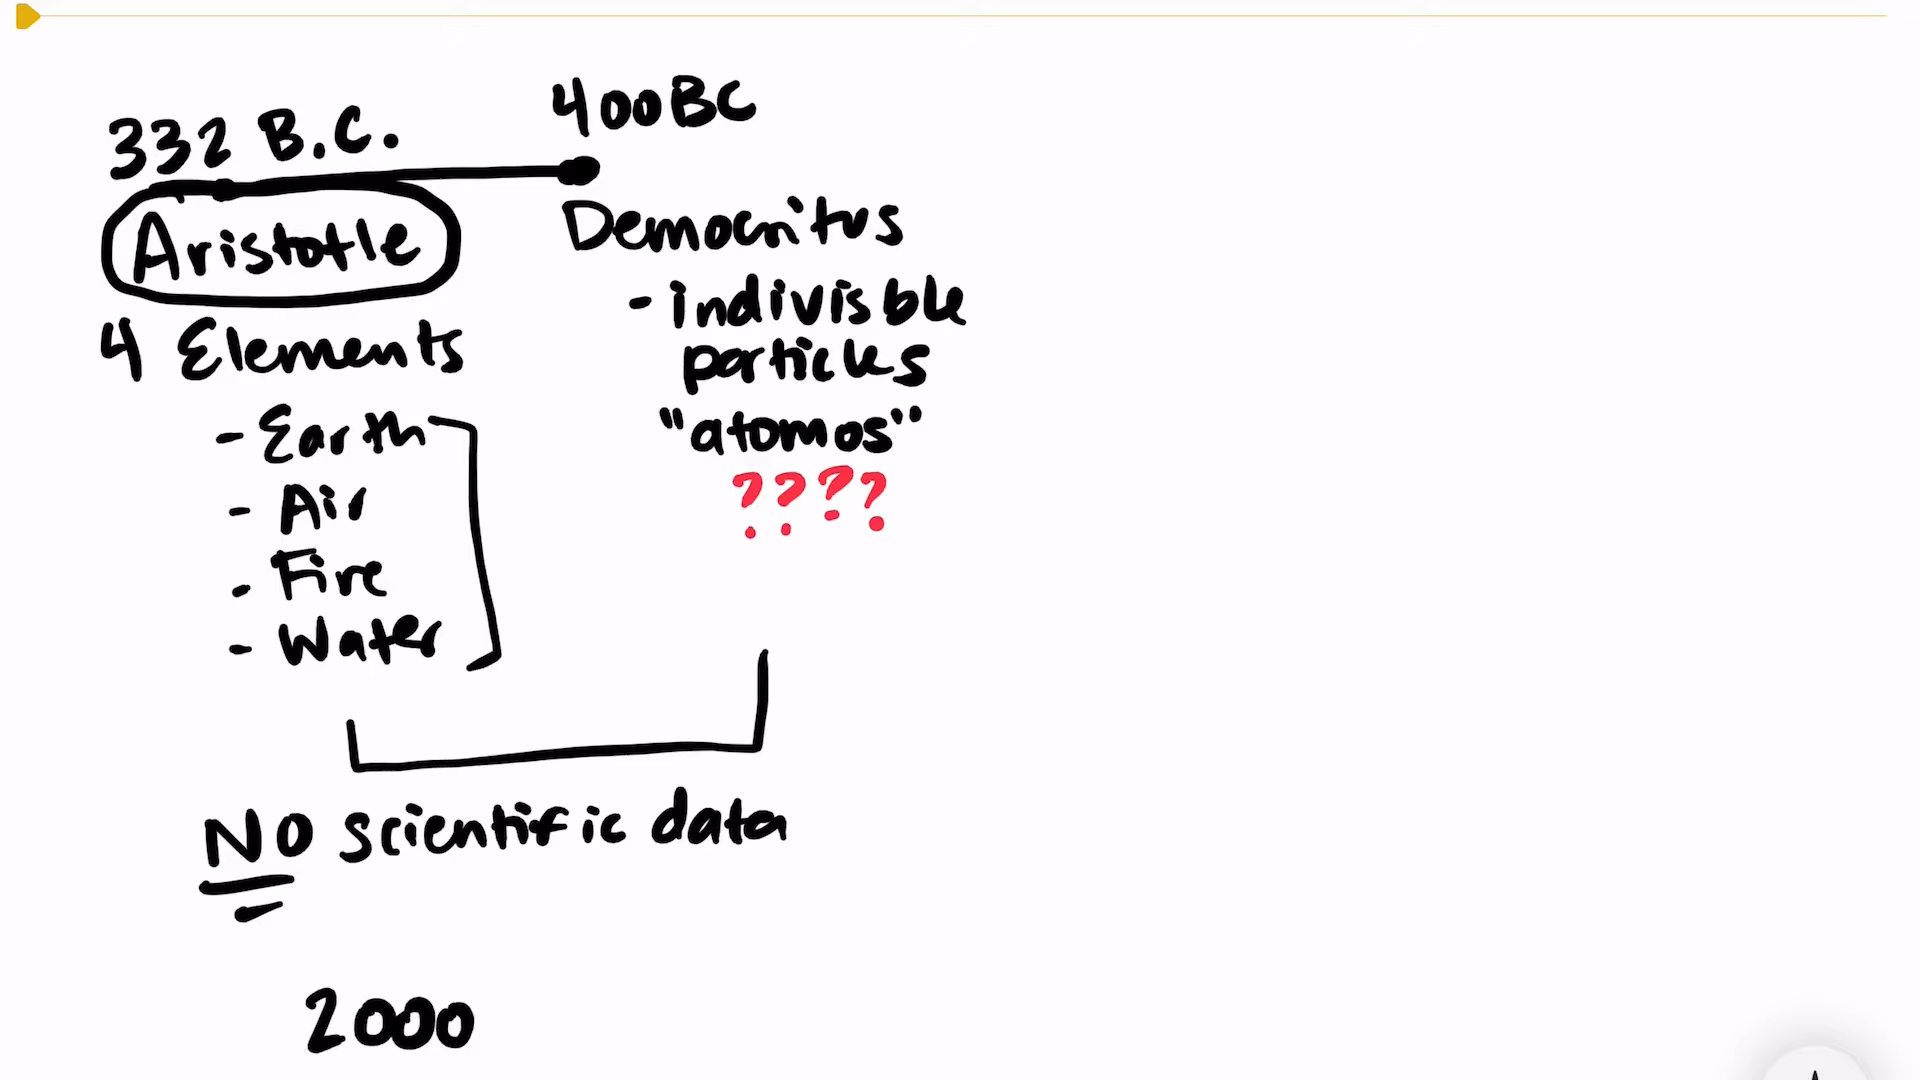 332 B.C.
Aristotle
4 Elements
- Earth
- Air
- Fire
- Water
400BC
Democritus
- indivisble
particles
"atomos"
????
NO scientific data
2000